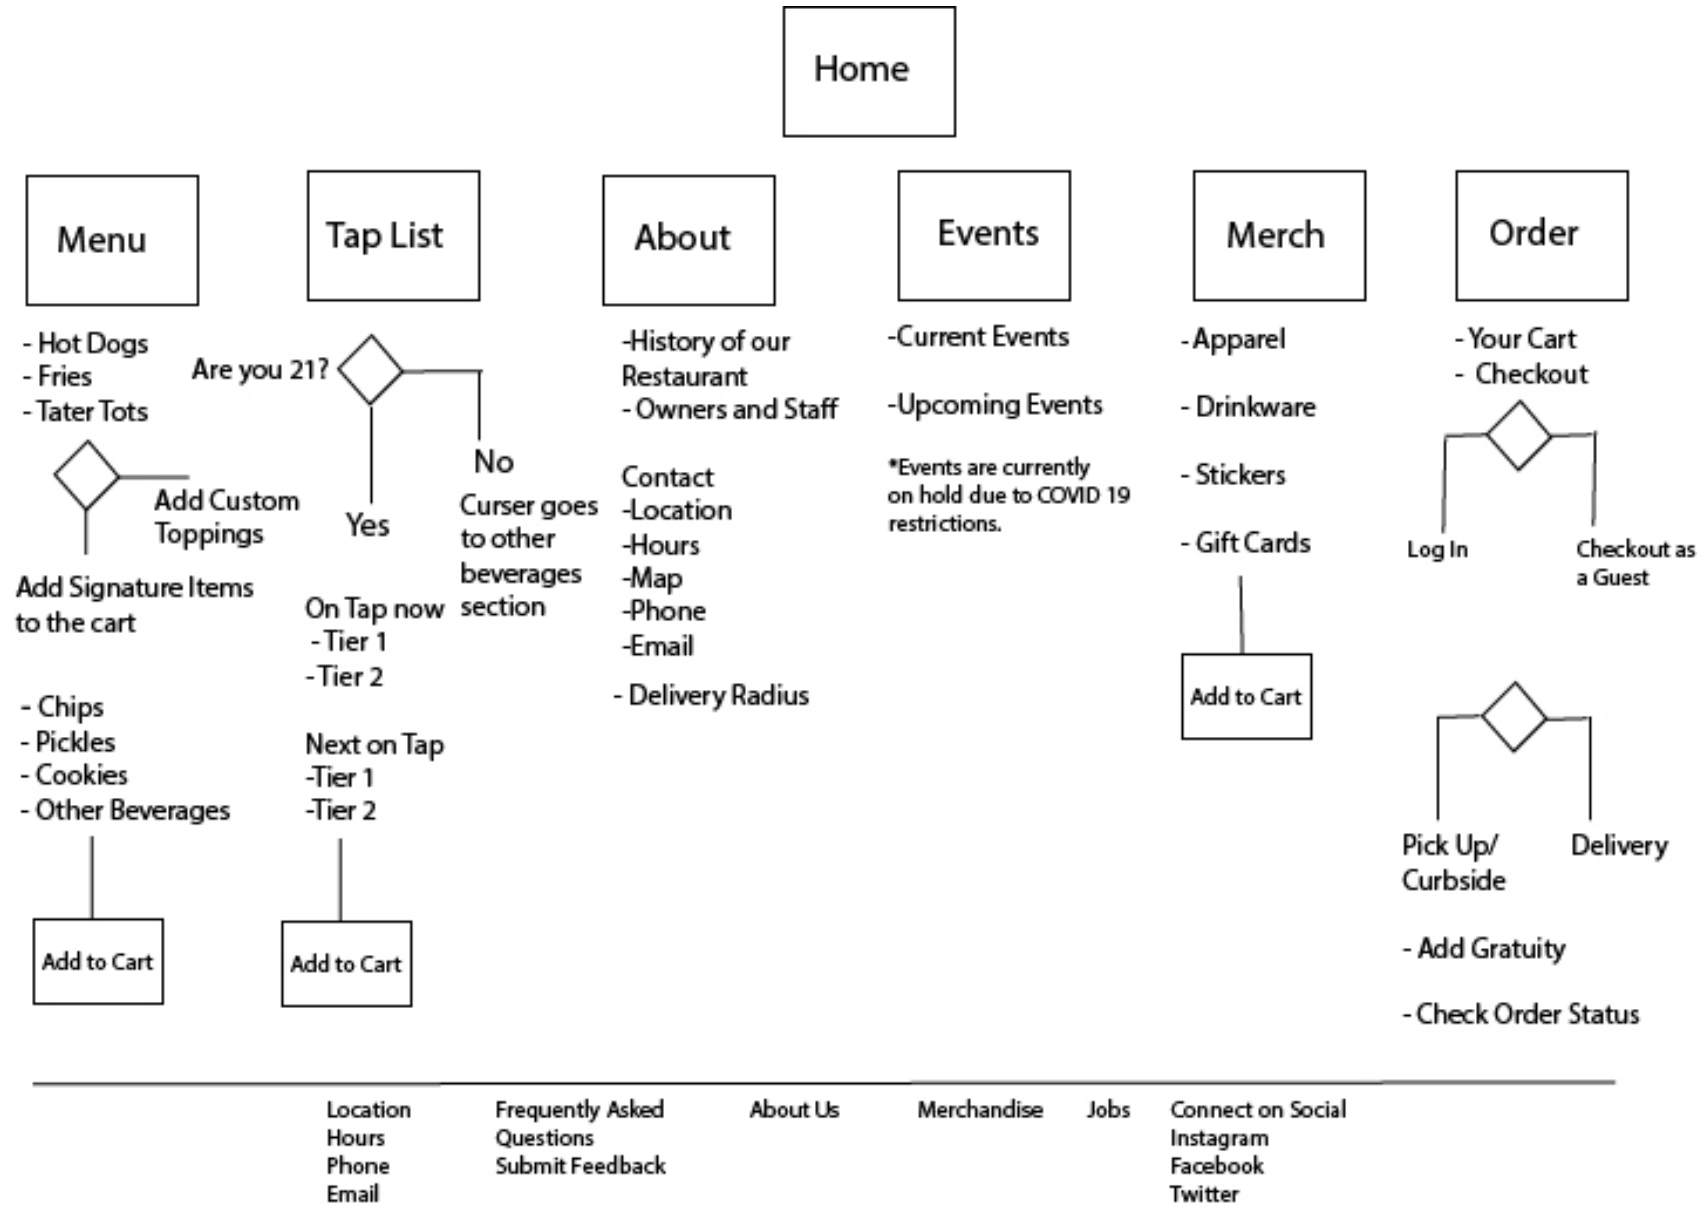 Home
Menu
- Hot Dogs
- Fries
- Tater Tots
Add Custom
Toppings
Add Signature Items
to the cart
- Chips
- Pickles
- Cookies
- Other Beverages
Add to Cart
Tap List
Are you 21?
Yes
No
Curser goes
to other
beverages
section
On Tap now
- Tier 1
- Tier 2
Next on Tap
-Tier 1
-Tier 2
Add to Cart
About
-History of our
Restaurant
- Owners and Staff
Contact
-Location
-Hours
-Map
-Phone
-Email
- Delivery Radius
Events
-Current Events
-Upcoming Events
*Events are currently
on hold due to COVID 19
restrictions.
Merch
- Apparel
- Drinkware
- Stickers
- Gift Cards
Add to Cart
Order
- Your Cart
- Checkout
Log In
Checkout as
a Guest
Pick Up/
Curbside
Delivery
- Add Gratuity
- Check Order Status
Location
Hours
Phone
Email
Frequently Asked
Questions
Submit Feedback
About Us
Merchandise
Jobs
Connect on Social
Instagram
Facebook
Twitter